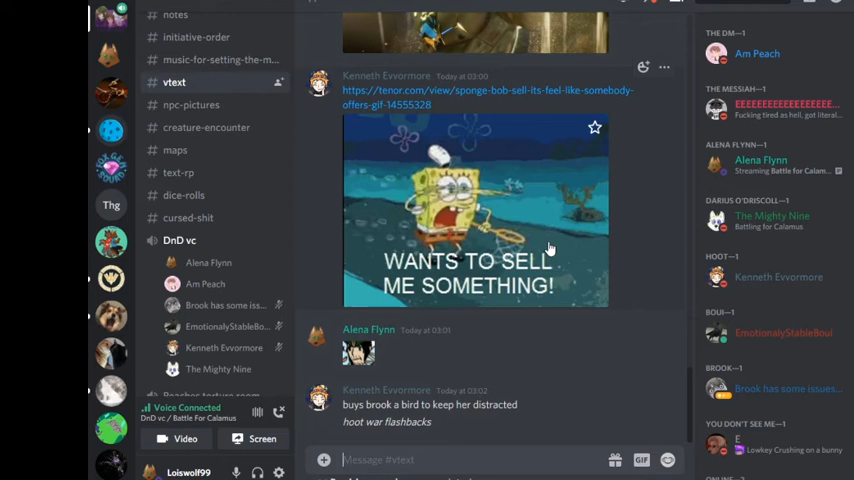 notes
initiative-order
music-for-setting-the-m...
vtext
npc-pictures
creature-encounter
maps
text-rp
dice-rolls
cursed-shit
DnD vc
Alena Flynn
Am Peach
Brook has some iss...
EmotionalyStableBo...
Kenneth Evvormore
The Mighty Nine
Voice Connected
DnD vc / Battle For Calamus
Video
Screen
Loiswolf99
Thg
Kenneth Evvormore Today at 03:00
https://tenor.com/view/sponge-bob-sell-its-feel-like-somebody-
offers-gif-14555328
WANTS TO SELL
ME SOMETHING!
Alena Flynn Today at 03:01
Kenneth Evvormore Today at 03:02
buys brook a bird to keep her distracted
hoot war flashbacks
Message #vtext
GIF
THE DM—1
Am Peach
THE MESSIAH—1
EEEEEEEEEEEEEEEEEEE...
Fucking tired as hell, got literal...
ALENA FLYNN—1
Alena Flynn
Streaming Battle for Calam...
DARIUS O'DRISCOLL—1
The Mighty Nine
Battling for Calamus
HOOT—1
Kenneth Evvormore
BOUI—1
EmotionalyStableBoui
BROOK—1
Brook has some issues...
YOU DON'T SEE ME—1
E
Lowkey Crushing on a bunny